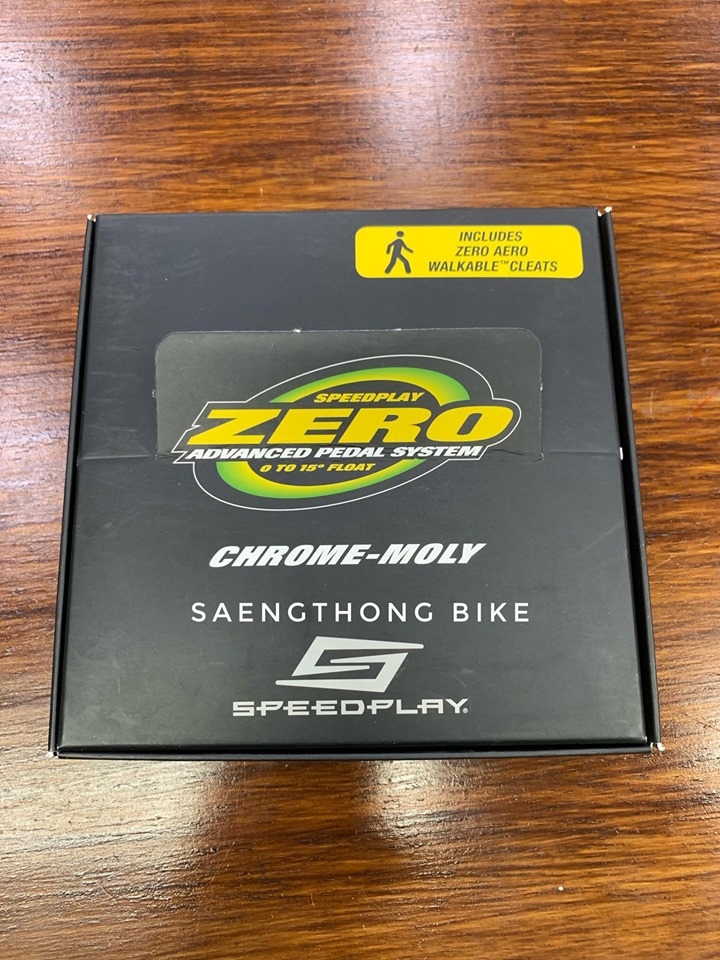 INCLUDES
ZERO AERO
WALKABLE™ CLEATS
SPEEDPLAY
ZERO
ADVANCED PEDAL SYSTEM
0 TO 15° FLOAT
CHROME-MOLY
SAENGTHONG BIKE
SPEEDPLAY®